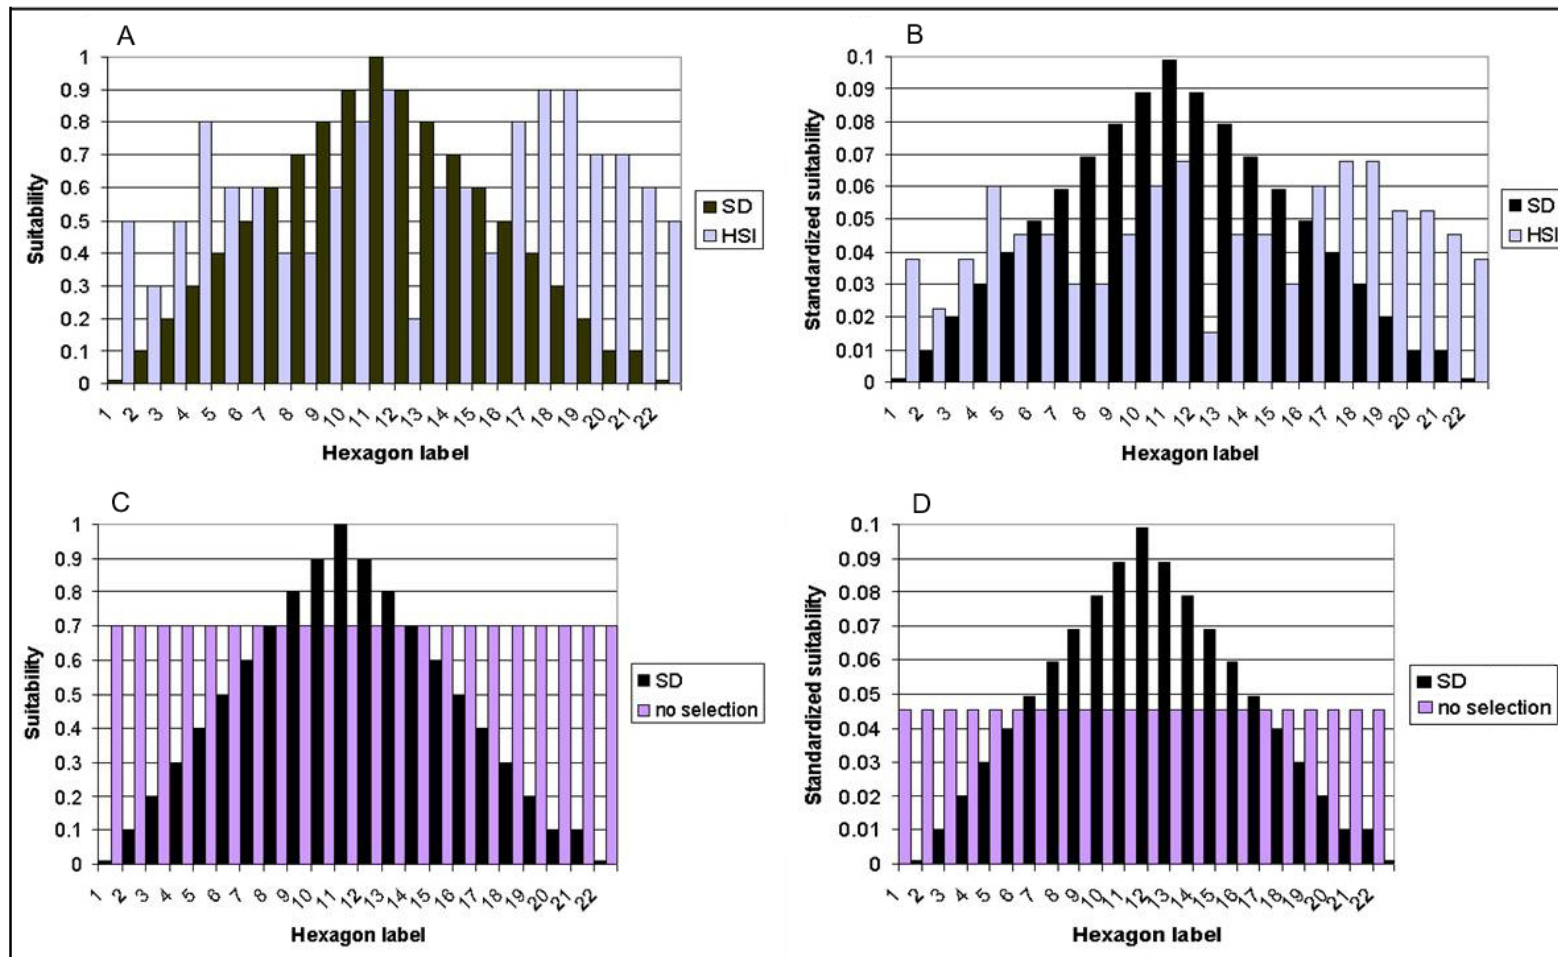 A
Suitability
1
0.9
0.8
0.7
0.6
0.5
0.4
0.3
0.2
0.1
0
1 2 3 4 5 6 7 8 9 10 11 12 13 14 15 16 17 18 19 20 21 22
Hexagon label
SD
HSI
B
Standardized suitability
0.1
0.09
0.08
0.07
0.06
0.05
0.04
0.03
0.02
0.01
0
1 2 3 4 5 6 7 8 9 10 11 12 13 14 15 16 17 18 19 20 21 22
Hexagon label
SD
HSI
C
Suitability
1
0.9
0.8
0.7
0.6
0.5
0.4
0.3
0.2
0.1
0
1 2 3 4 5 6 7 8 9 10 11 12 13 14 15 16 17 18 19 20 21 22
Hexagon label
SD
no selection
D
Standardized suitability
0.1
0.09
0.08
0.07
0.06
0.05
0.04
0.03
0.02
0.01
0
1 2 3 4 5 6 7 8 9 10 11 12 13 14 15 16 17 18 19 20 21 22
Hexagon label
SD
no selection